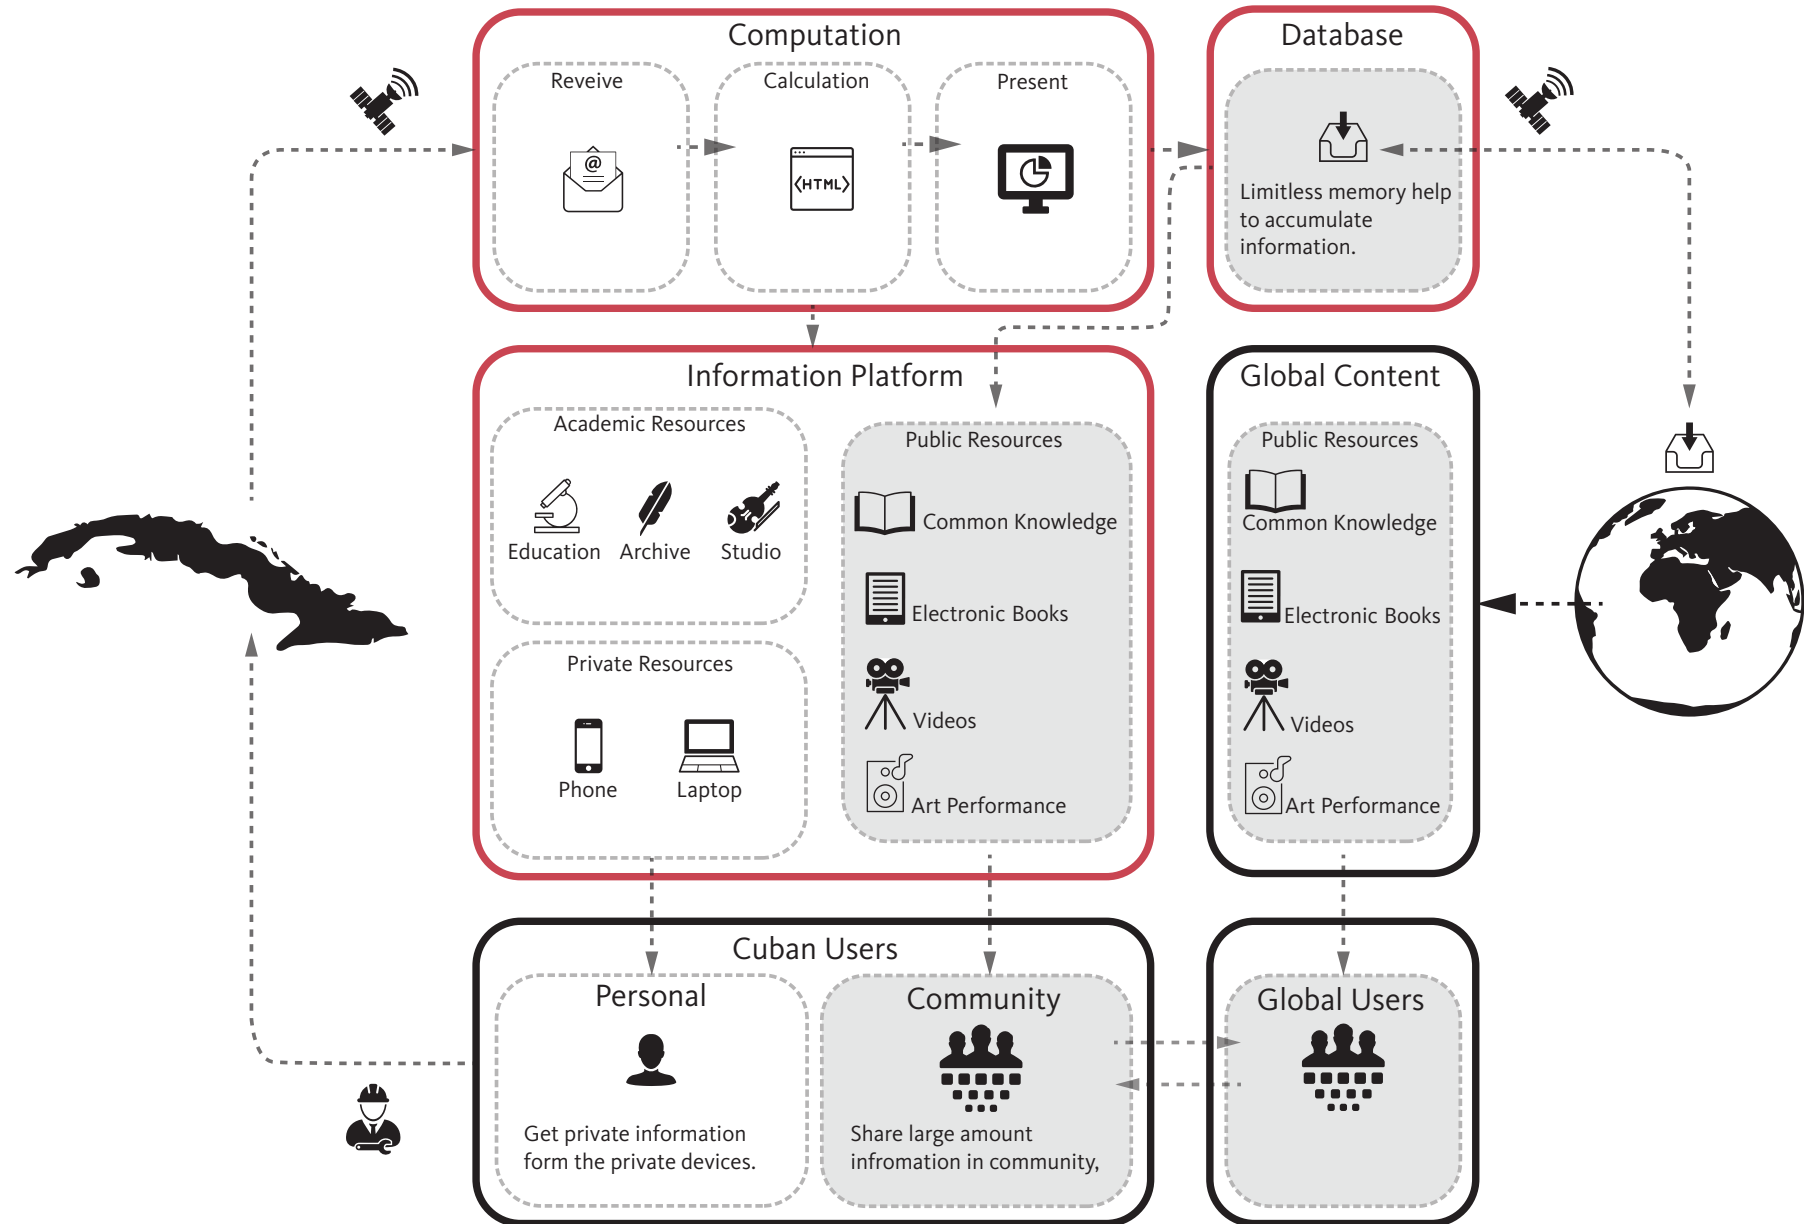 Computation
Reveive
Calculation
Present
@
<HTML>
Database
Limitless memory help
to accumulate
information.
Information Platform
Academic Resources
Education
Archive
Studio
Private Resources
Phone
Laptop
Public Resources
Common Knowledge
Electronic Books
Videos
Art Performance
Global Content
Public Resources
Common Knowledge
Electronic Books
Videos
Art Performance
Cuban Users
Personal
Get private information
form the private devices.
Community
Share large amount
infromation in community,
Global Users